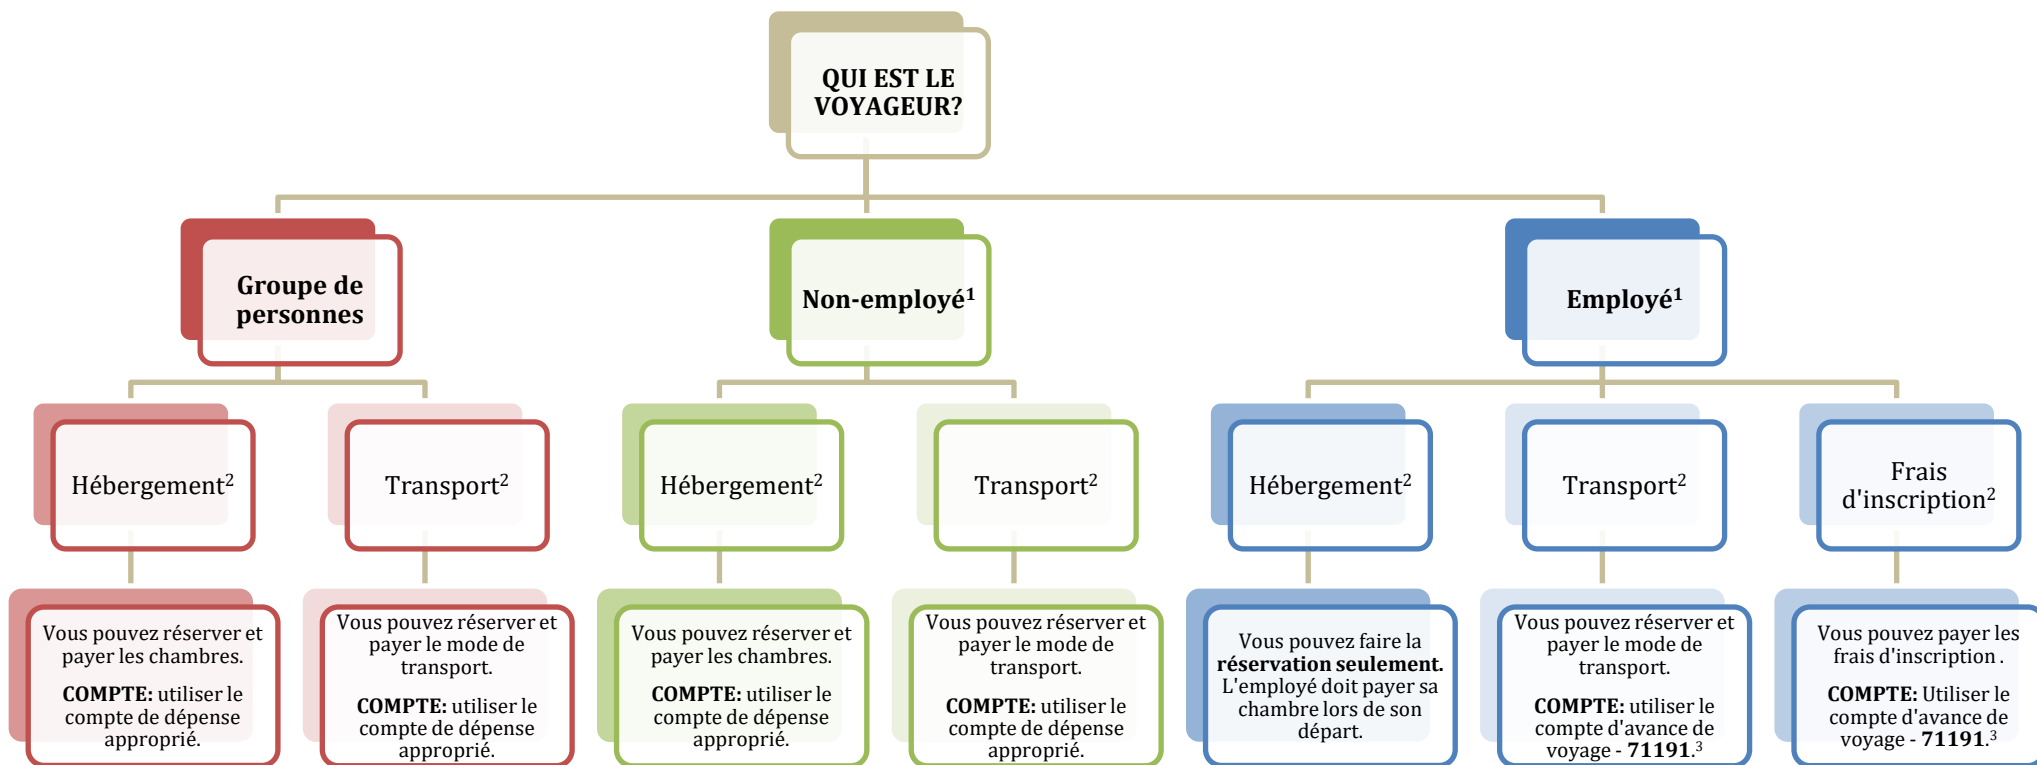 QUI EST LE
VOYAGEUR?
Groupe de
personnes
Non-employé¹
Employé¹
Hébergement²
Transport²
Hébergement²
Transport²
Hébergement²
Transport²
Frais
d'inscription²
Vous pouvez réserver et
payer les chambres.
COMPTE: utiliser le
compte de dépense
approprié.
Vous pouvez réserver et
payer le mode de
transport.
COMPTE: utiliser le
compte de dépense
approprié.
Vous pouvez réserver et
payer les chambres.
COMPTE: utiliser le
compte de dépense
approprié.
Vous pouvez réserver et
payer le mode de
transport.
COMPTE: utiliser le
compte de dépense
approprié.
Vous pouvez faire la
réservation seulement.
L'employé doit payer sa
chambre lors de son
départ.
Vous pouvez réserver et
payer le mode de
transport.
COMPTE: utiliser le
compte d'avance de
voyage - 71191.³
Vous pouvez payer les
frais d'inscription .
COMPTE: Utiliser le
compte d'avance de
voyage - 71191.³